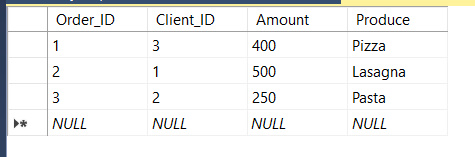 Order_ID Client_ID Amount Produce
1 3 400 Pizza
2 1 500 Lasagna
3 2 250 Pasta
NULL NULL NULL NULL